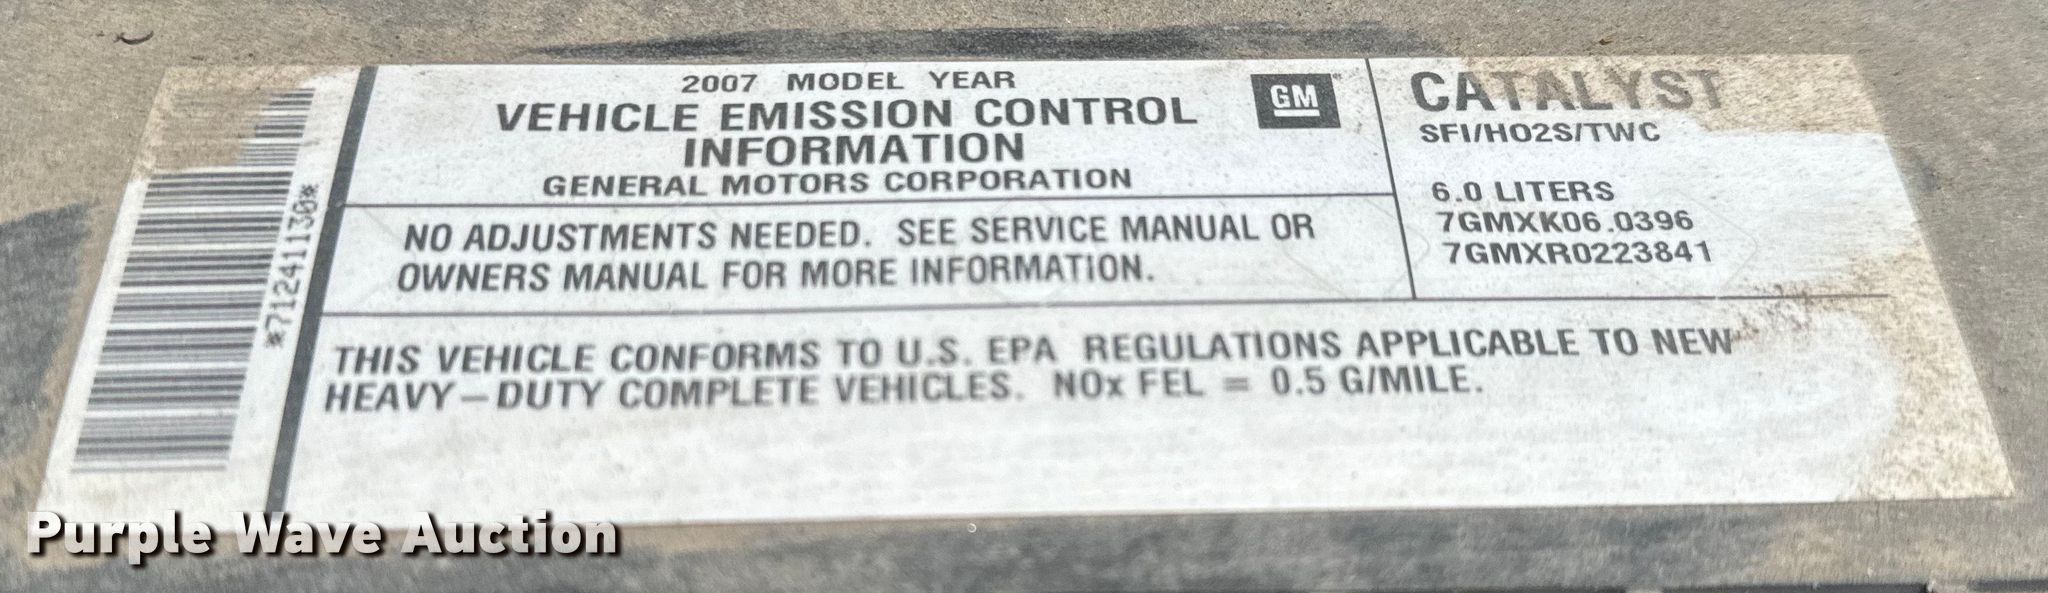 2007 MODEL YEAR
VEHICLE EMISSION CONTROL
INFORMATION
GENERAL MOTORS CORPORATION
GM
CATALYST
SFI/HO2S/TWC
6.0 LITERS
7GMXK06.0396
7GMXR0223841
NO ADJUSTMENTS NEEDED. SEE SERVICE MANUAL OR
OWNERS MANUAL FOR MORE INFORMATION.
THIS VEHICLE CONFORMS TO U.S. EPA REGULATIONS APPLICABLE TO NEW
HEAVY-DUTY COMPLETE VEHICLES. NOx FEL = 0.5 G/MILE.
*712241130*
Purple Wave Auction